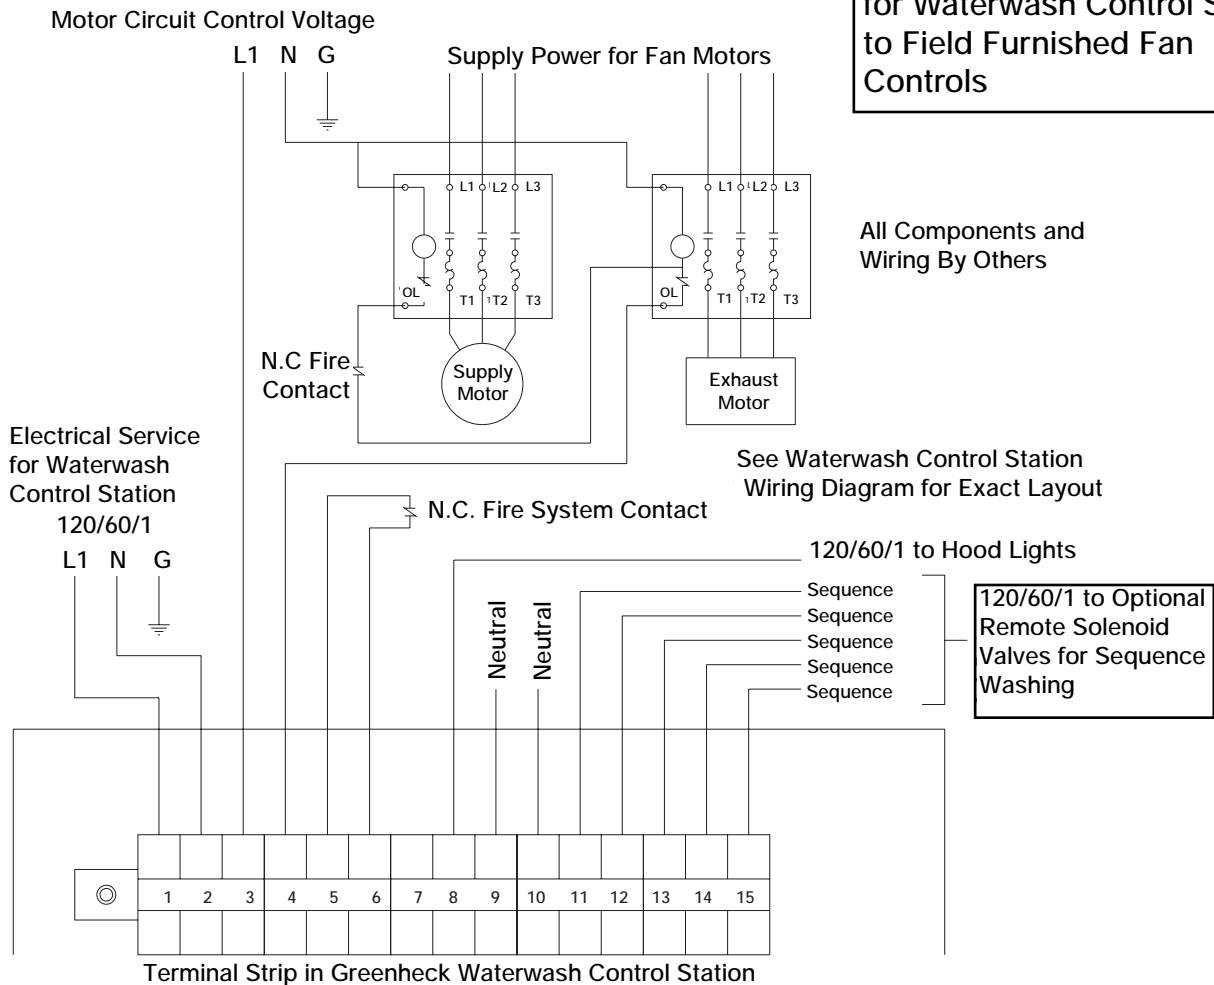 Motor Circuit Control Voltage
L1 N G
Supply Power for Fan Motors
for Waterwash Control
to Field Furnished Fan
Controls
L1 L2 L3
L1 L2 L3
OL
T1 T2 T3
OL
T1 T2 T3
All Components and
Wiring By Others
N.C Fire
Contact
Supply
Motor
Exhaust
Motor
Electrical Service
for Waterwash
Control Station
120/60/1
L1 N G
See Waterwash Control Station
Wiring Diagram for Exact Layout
N.C. Fire System Contact
120/60/1 to Hood Lights
Neutral
Neutral
Sequence
Sequence
Sequence
Sequence
Sequence
120/60/1 to Optional
Remote Solenoid
Valves for Sequence
Washing
1 2 3 4 5 6 7 8 9 10 11 12 13 14 15
Terminal Strip in Greenheck Waterwash Control Station